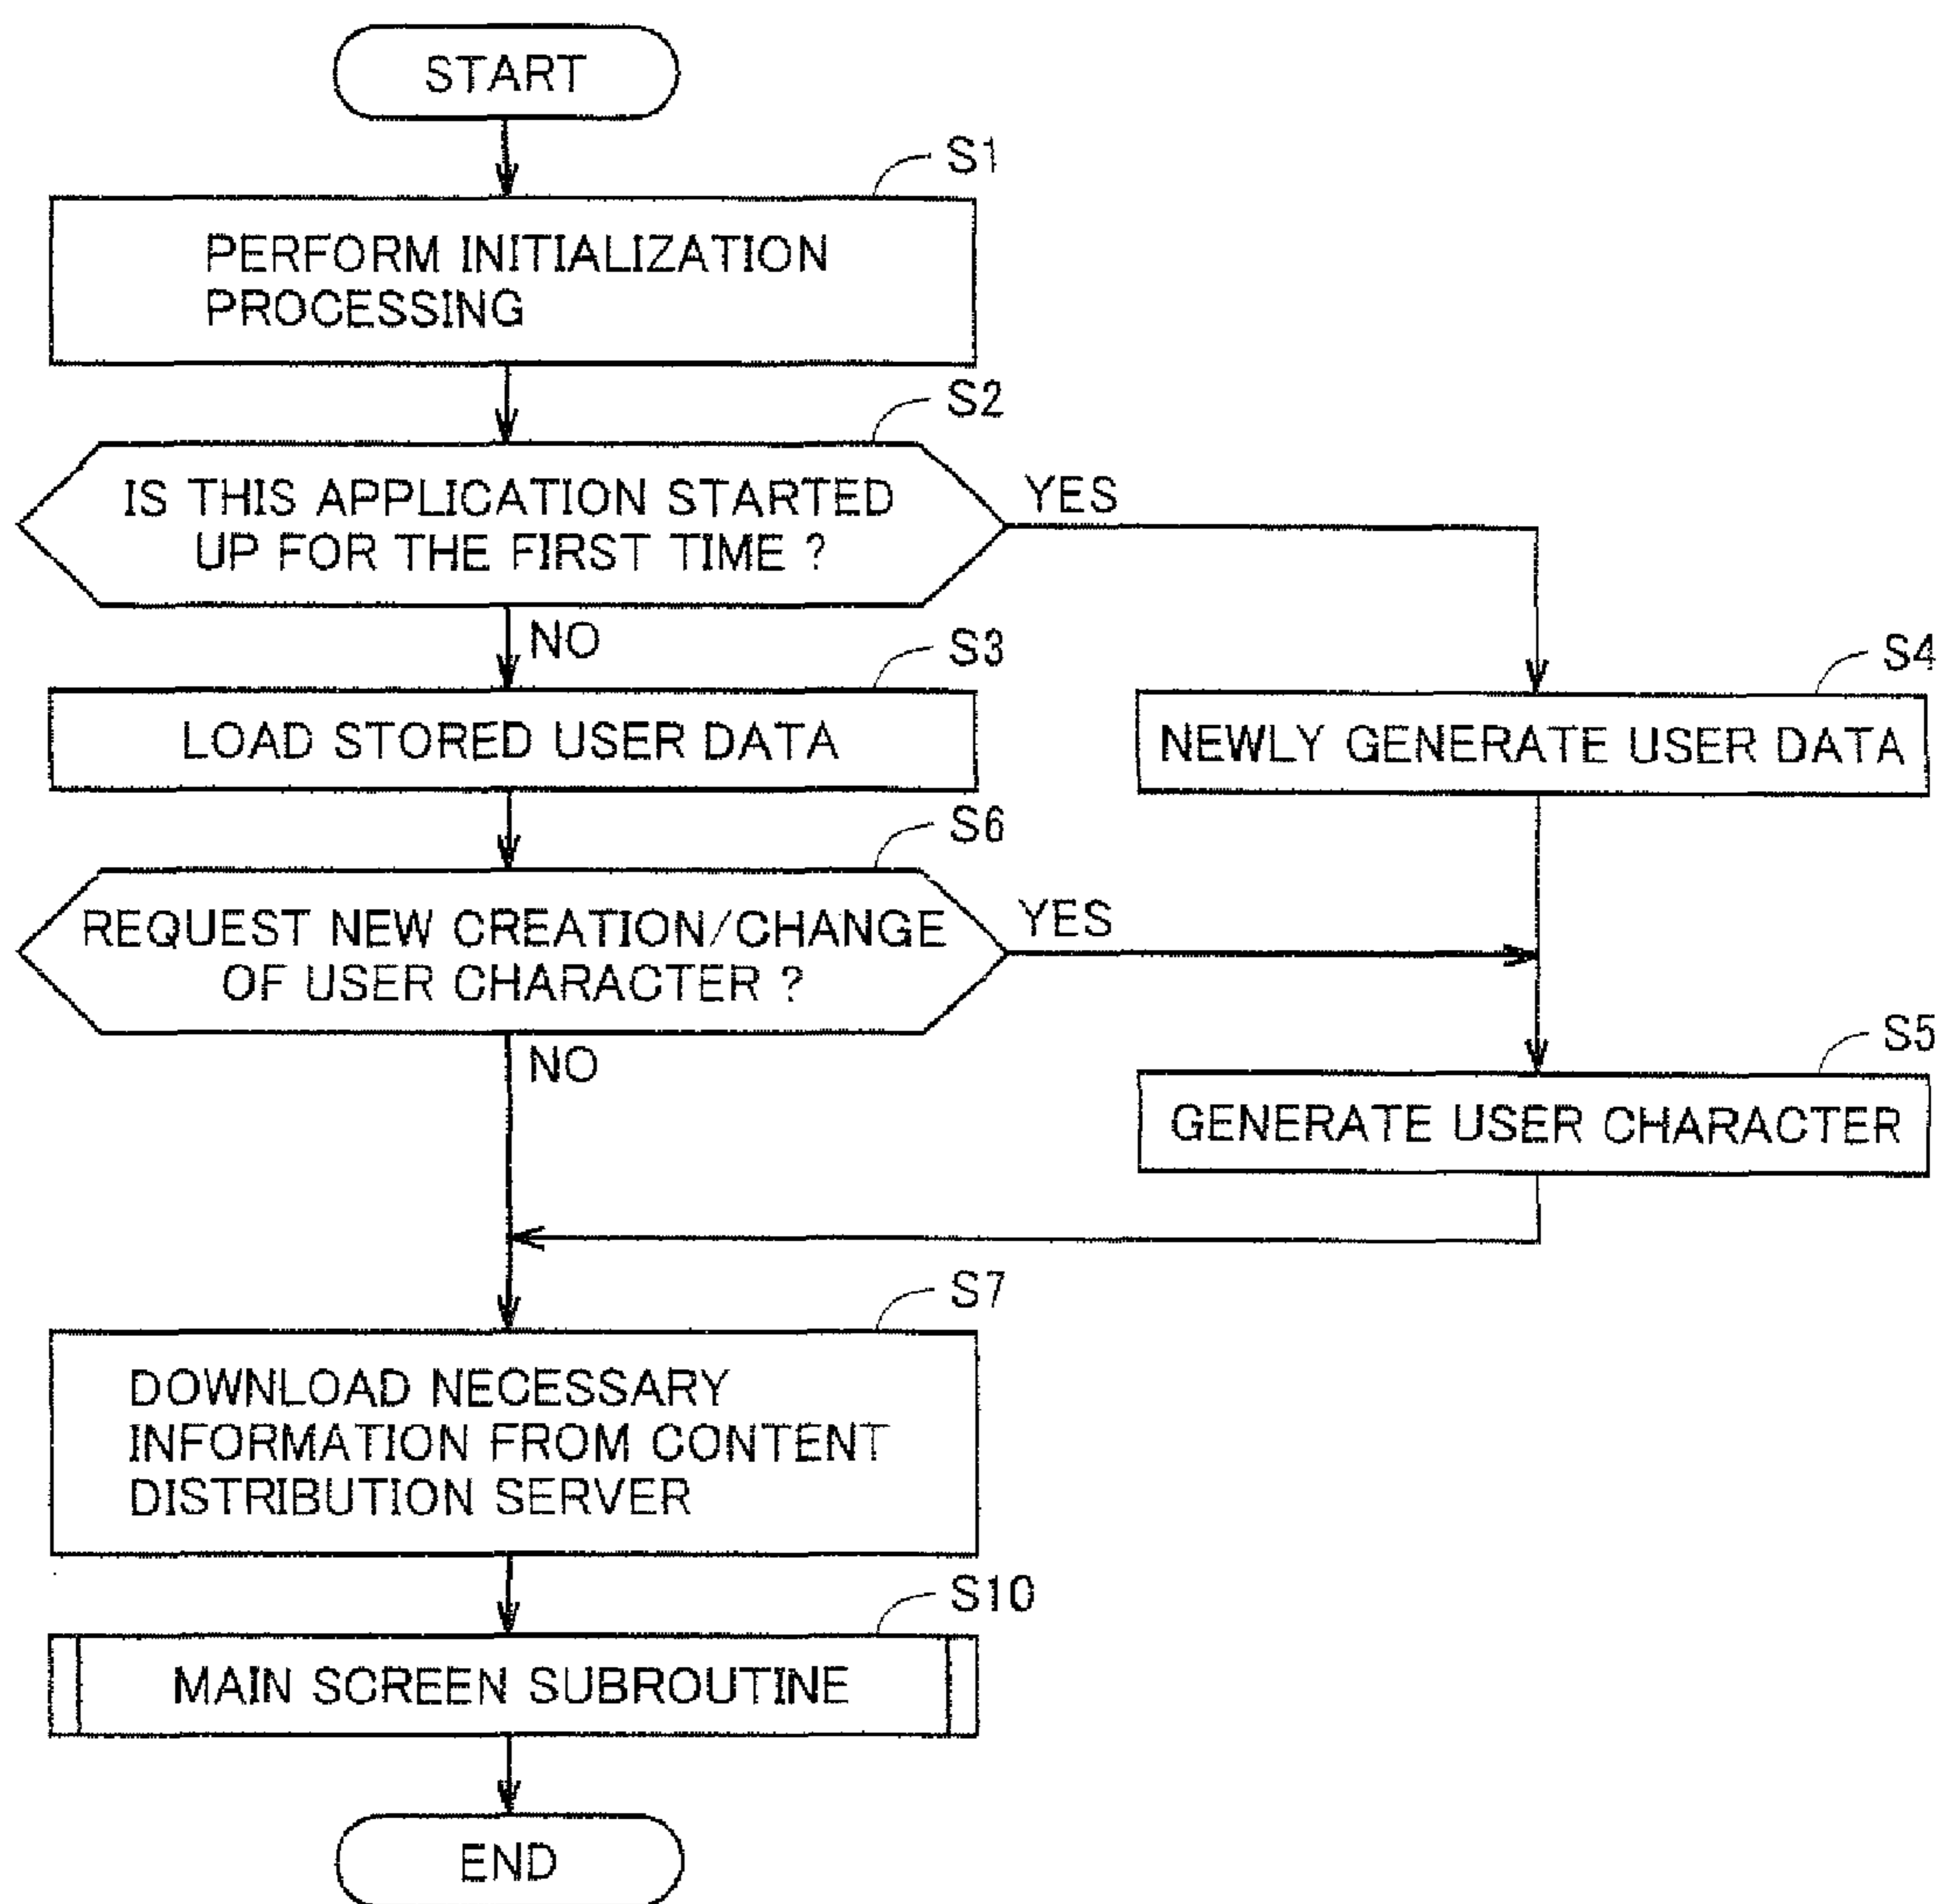 START
S1
PERFORM INITIALIZATION
PROCESSING
S2
IS THIS APPLICATION STARTED
UP FOR THE FIRST TIME ?
YES
NO
S3
LOAD STORED USER DATA
S4
NEWLY GENERATE USER DATA
S6
REQUEST NEW CREATION/CHANGE
OF USER CHARACTER ?
YES
NO
S5
GENERATE USER CHARACTER
S7
DOWNLOAD NECESSARY
INFORMATION FROM CONTENT
DISTRIBUTION SERVER
S10
MAIN SCREEN SUBROUTINE
END